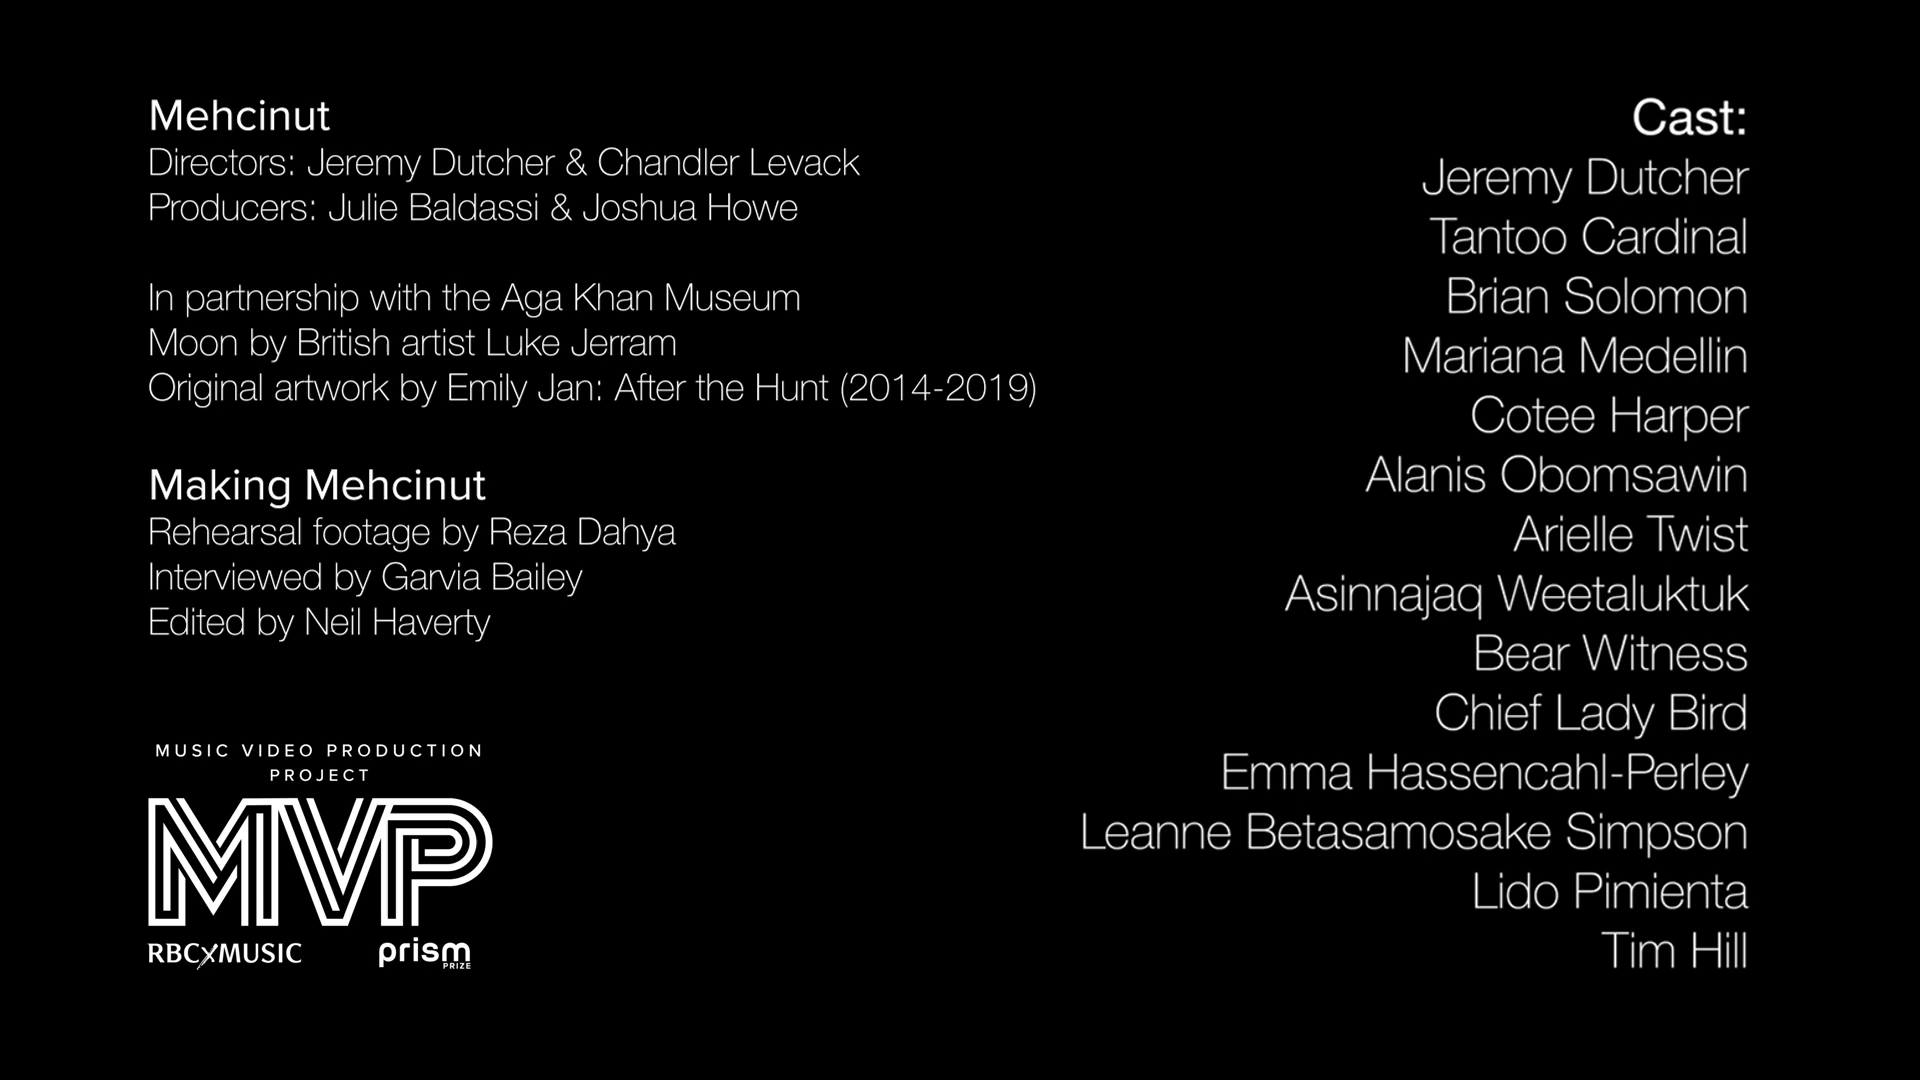 Mehcinut
Directors: Jeremy Dutcher & Chandler Levack
Producers: Julie Baldassi & Joshua Howe
In partnership with the Aga Khan Museum
Moon by British artist Luke Jerram
Original artwork by Emily Jan: After the Hunt (2014-2019)
Making Mehcinut
Rehearsal footage by Reza Dahya
Interviewed by Garvia Bailey
Edited by Neil Haverty
MUSIC VIDEO PRODUCTION
PROJECT
MVP
RBCxMUSIC
prism
PRIZE
Cast:
Jeremy Dutcher
Tantoo Cardinal
Brian Solomon
Mariana Medellin
Cotee Harper
Alanis Obomsawin
Arielle Twist
Asinnajaq Weetaluktuk
Bear Witness
Chief Lady Bird
Emma Hassencahl-Perley
Leanne Betasamosake Simpson
Lido Pimienta
Tim Hill